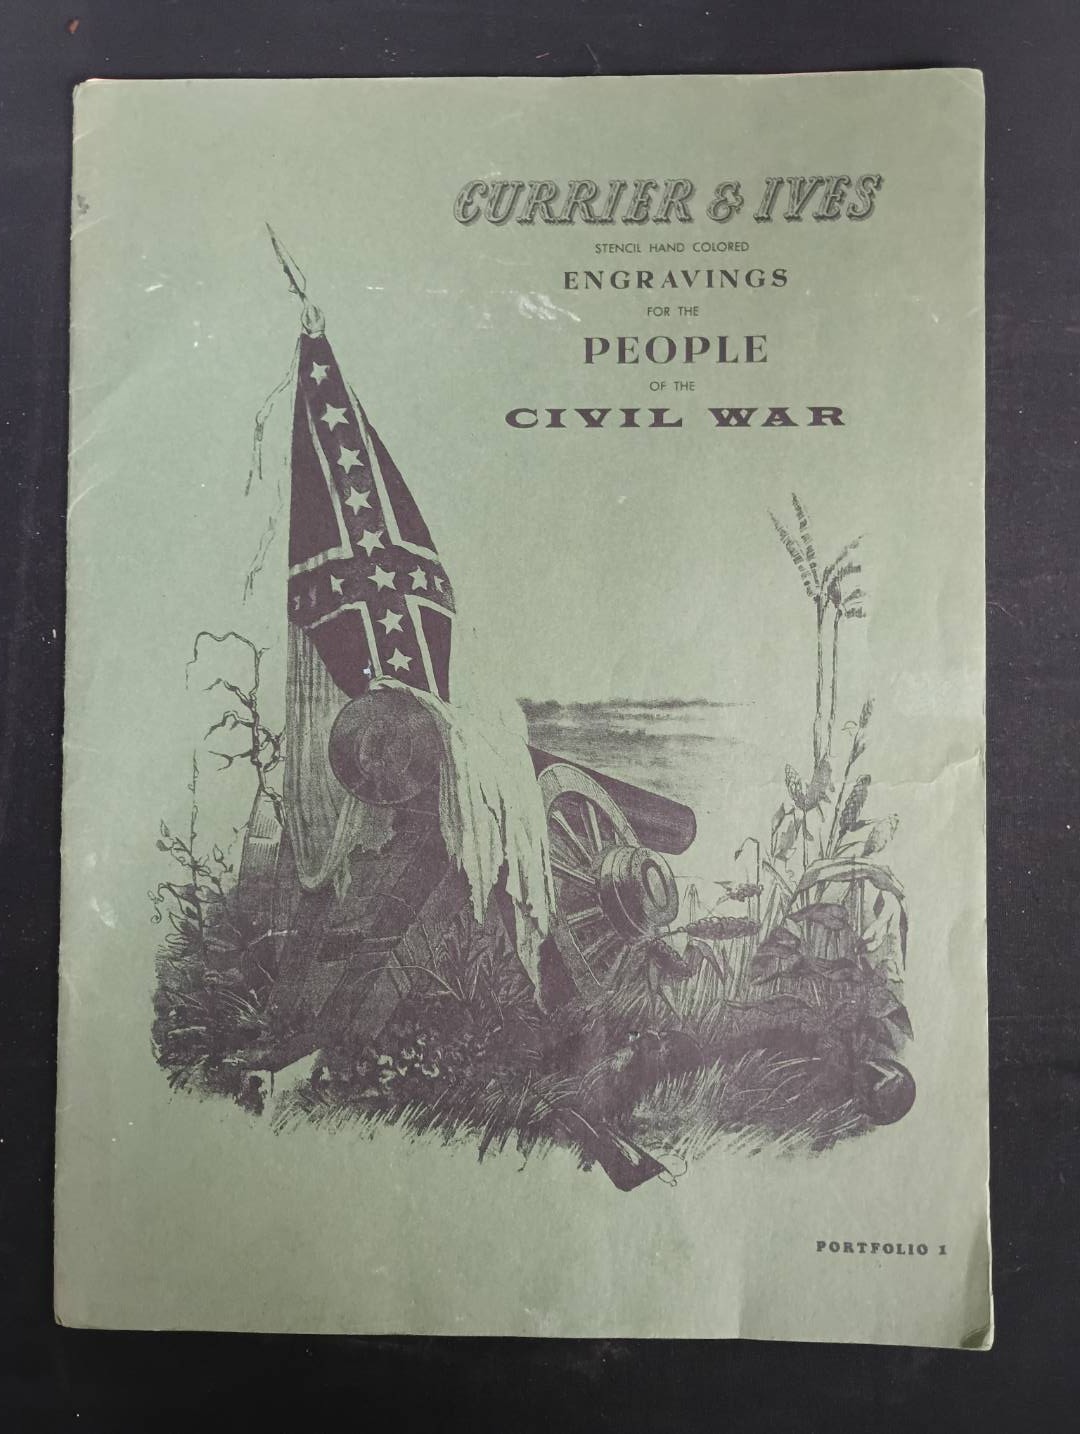 CURRIER & IVES
STENCIL HAND COLORED
ENGRAVINGS
FOR THE
PEOPLE
OF THE
CIVIL WAR
PORTFOLIO 1